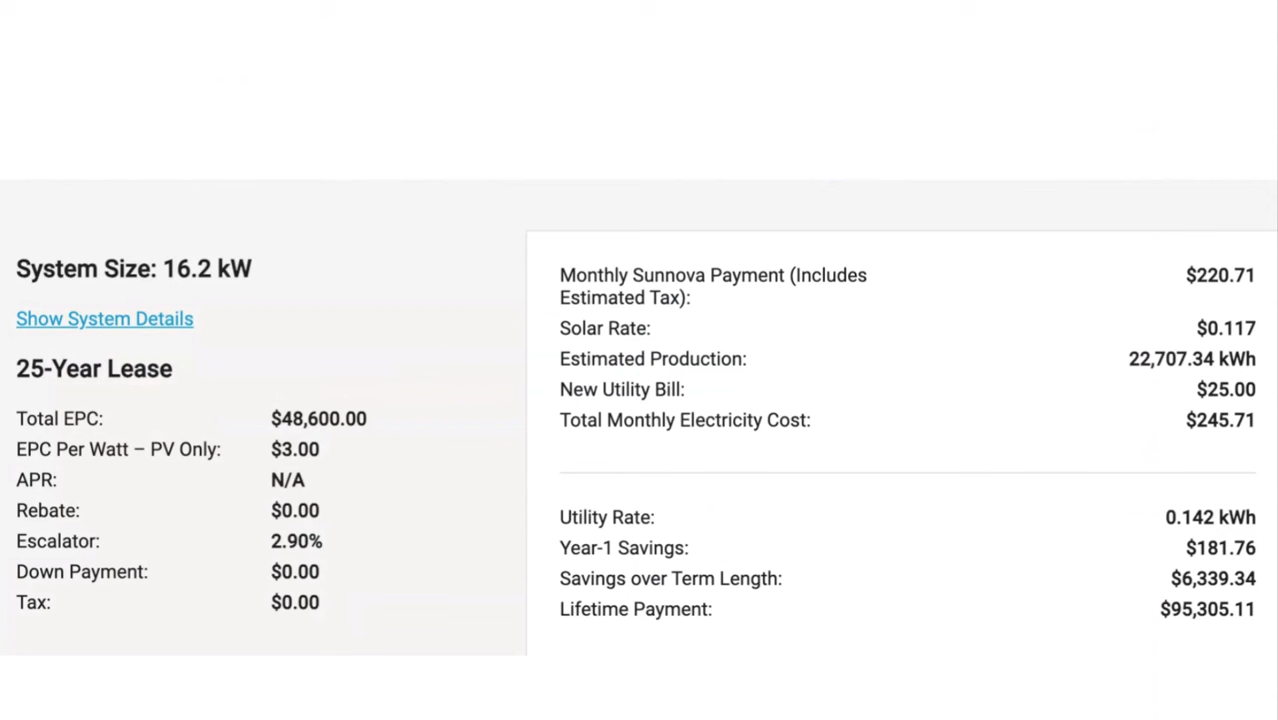 System Size: 16.2 kW
Show System Details
25-Year Lease
Total EPC: $48,600.00
EPC Per Watt – PV Only: $3.00
APR: N/A
Rebate: $0.00
Escalator: 2.90%
Down Payment: $0.00
Tax: $0.00
Monthly Sunnova Payment (Includes $220.71
Estimated Tax):
Solar Rate: $0.117
Estimated Production: 22,707.34 kWh
New Utility Bill: $25.00
Total Monthly Electricity Cost: $245.71
Utility Rate: 0.142 kWh
Year-1 Savings: $181.76
Savings over Term Length: $6,339.34
Lifetime Payment: $95,305.11